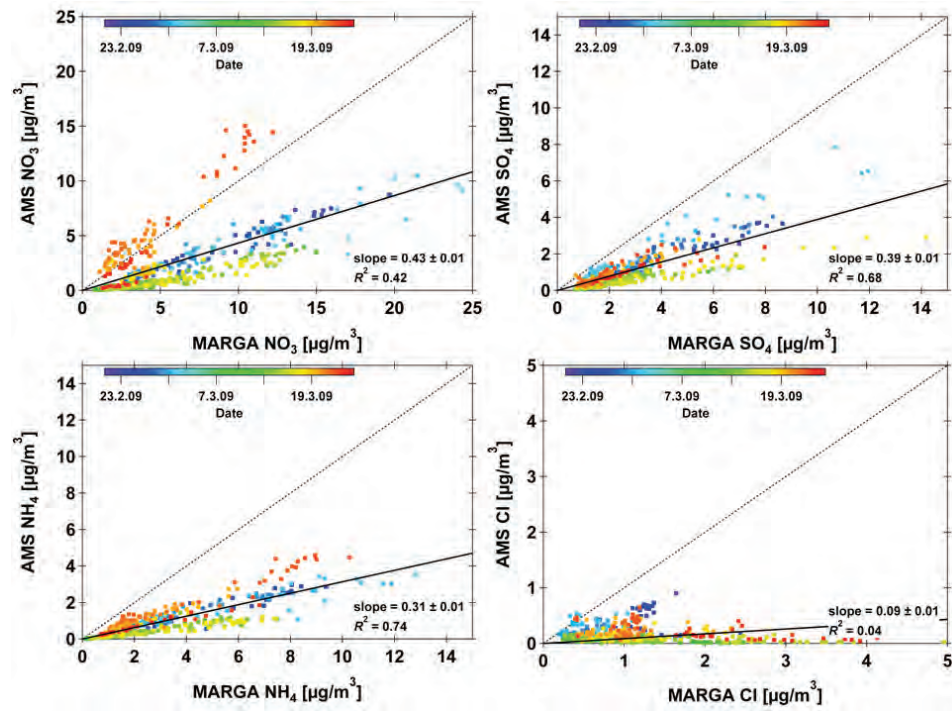 25
20
15
10
5
0
AMS NO3 [µg/m3]
23.2.09 7.3.09 19.3.09
Date
slope = 0.43 ± 0.01
R2 = 0.42
0 5 10 15 20 25
MARGA NO3 [µg/m3]
14
12
10
8
6
4
2
0
AMS SO4 [µg/m3]
23.2.09 7.3.09 19.3.09
Date
slope = 0.39 ± 0.01
R2 = 0.68
0 2 4 6 8 10 12 14
MARGA SO4 [µg/m3]
14
12
10
8
6
4
2
0
AMS NH4 [µg/m3]
23.2.09 7.3.09 19.3.09
Date
slope = 0.31 ± 0.01
R2 = 0.74
0 2 4 6 8 10 12 14
MARGA NH4 [µg/m3]
5
4
3
2
1
0
AMS Cl [µg/m3]
23.2.09 7.3.09 19.3.09
Date
slope = 0.09 ± 0.01
R2 = 0.04
0 1 2 3 4 5
MARGA Cl [µg/m3]